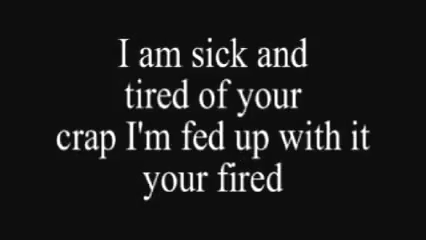 I am sick and
tired of your
crap I'm fed up with it
your fired